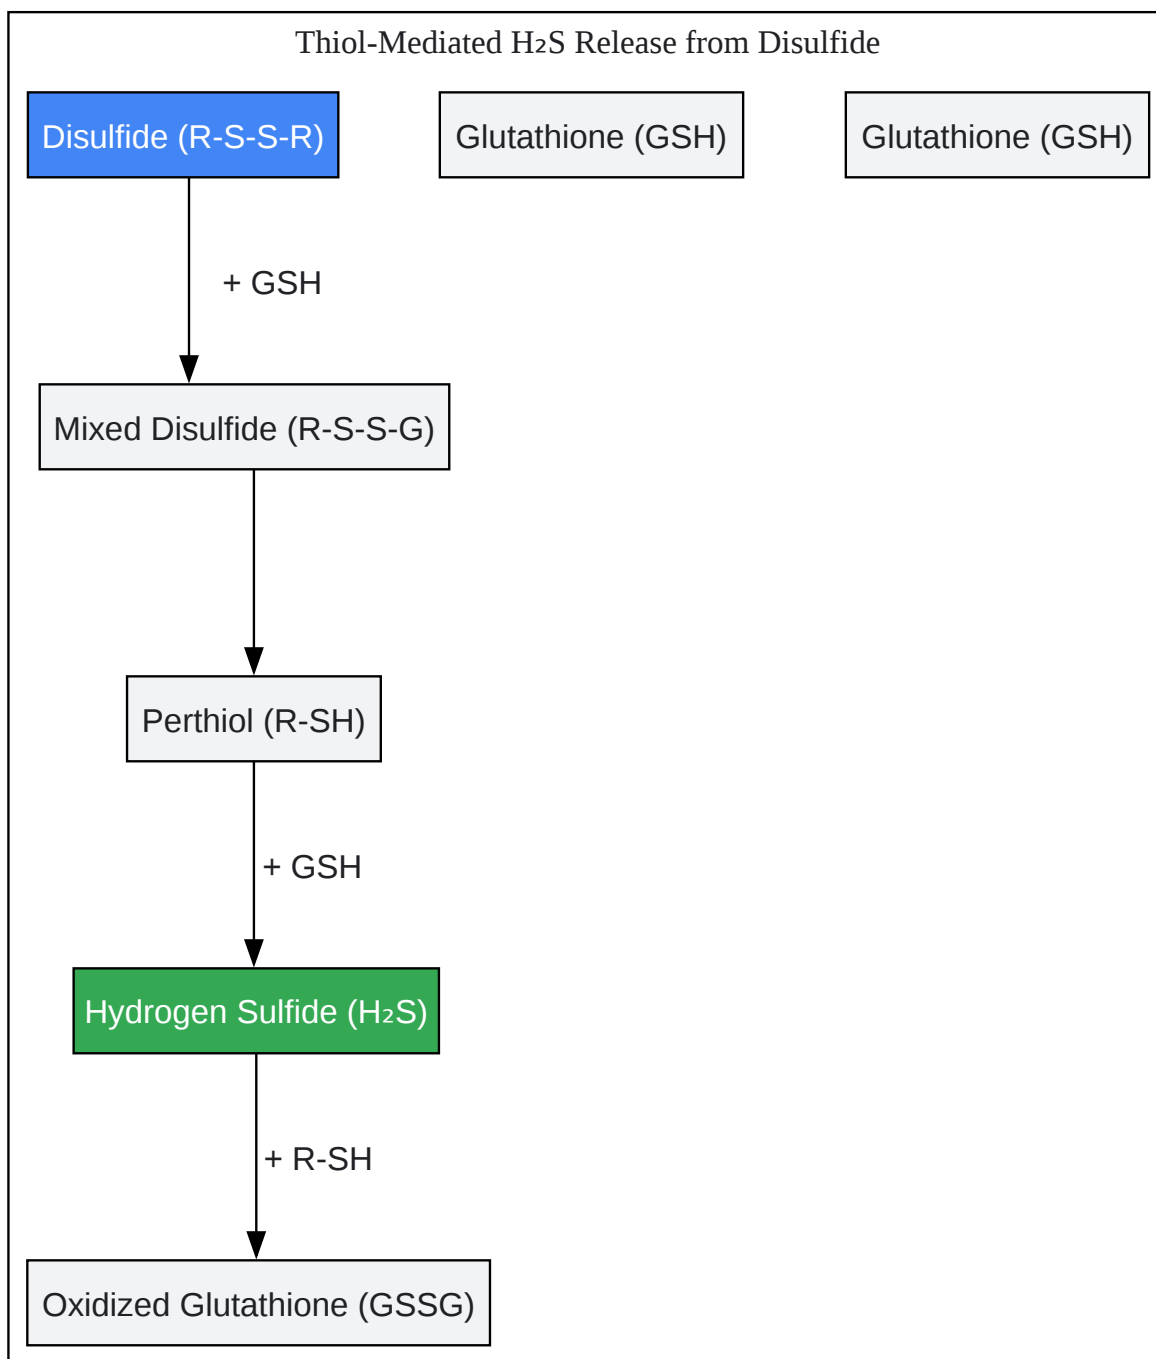 Thiol-Mediated H₂S Release from Disulfide
Disulfide (R-S-S-R)
Glutathione (GSH)
Glutathione (GSH)
+ GSH
Mixed Disulfide (R-S-S-G)
Perthiol (R-SH)
+ GSH
Hydrogen Sulfide (H₂S)
+ R-SH
Oxidized Glutathione (GSSG)